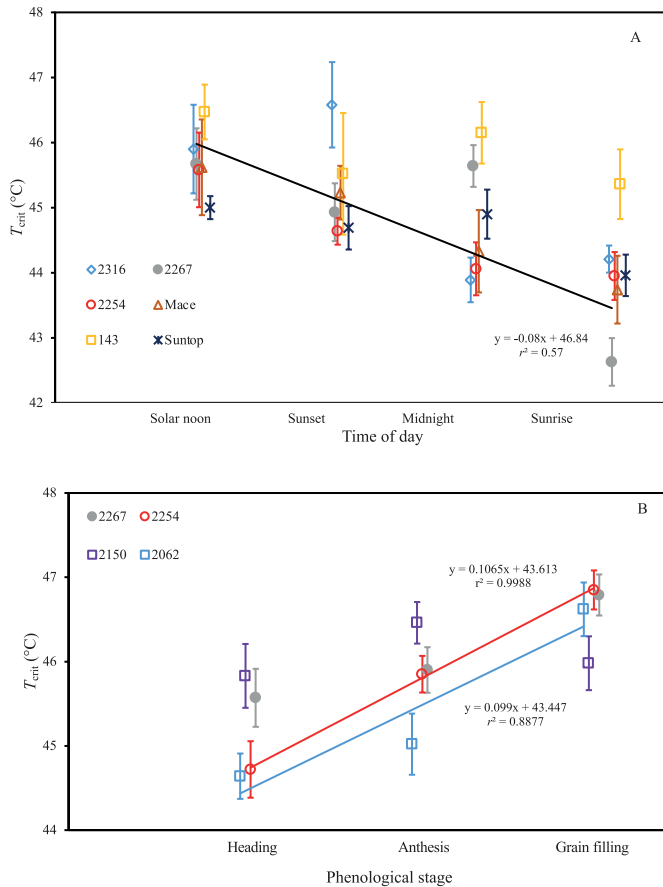 A
48
47
46
45
44
43
42
T_crit (°C)
2316
2267
2254
Mace
143
Suntop
y = -0.08x + 46.84
r² = 0.57
Solar noon
Sunset
Midnight
Sunrise
Time of day
B
48
47
46
45
44
T_crit (°C)
2267
2254
2150
2062
y = 0.1065x + 43.613
r² = 0.9988
y = 0.099x + 43.447
r² = 0.8877
Heading
Anthesis
Grain filling
Phenological stage